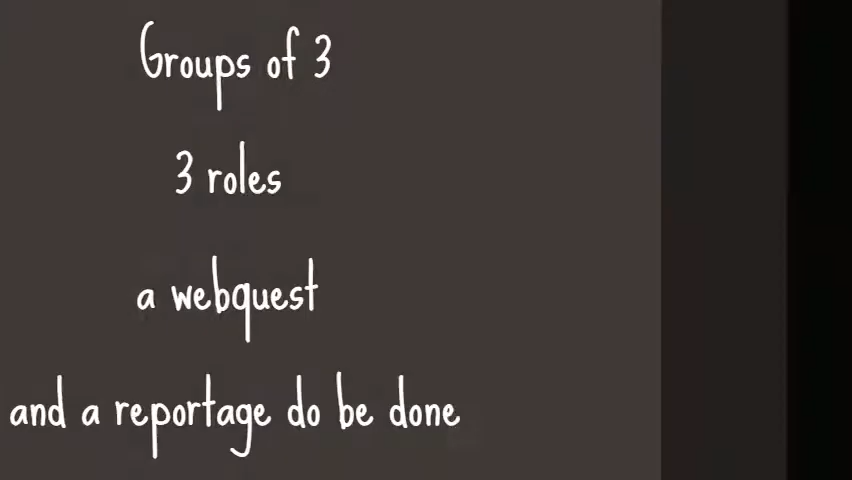 Groups of 3
3 roles
a webquest
and a reportage do be done